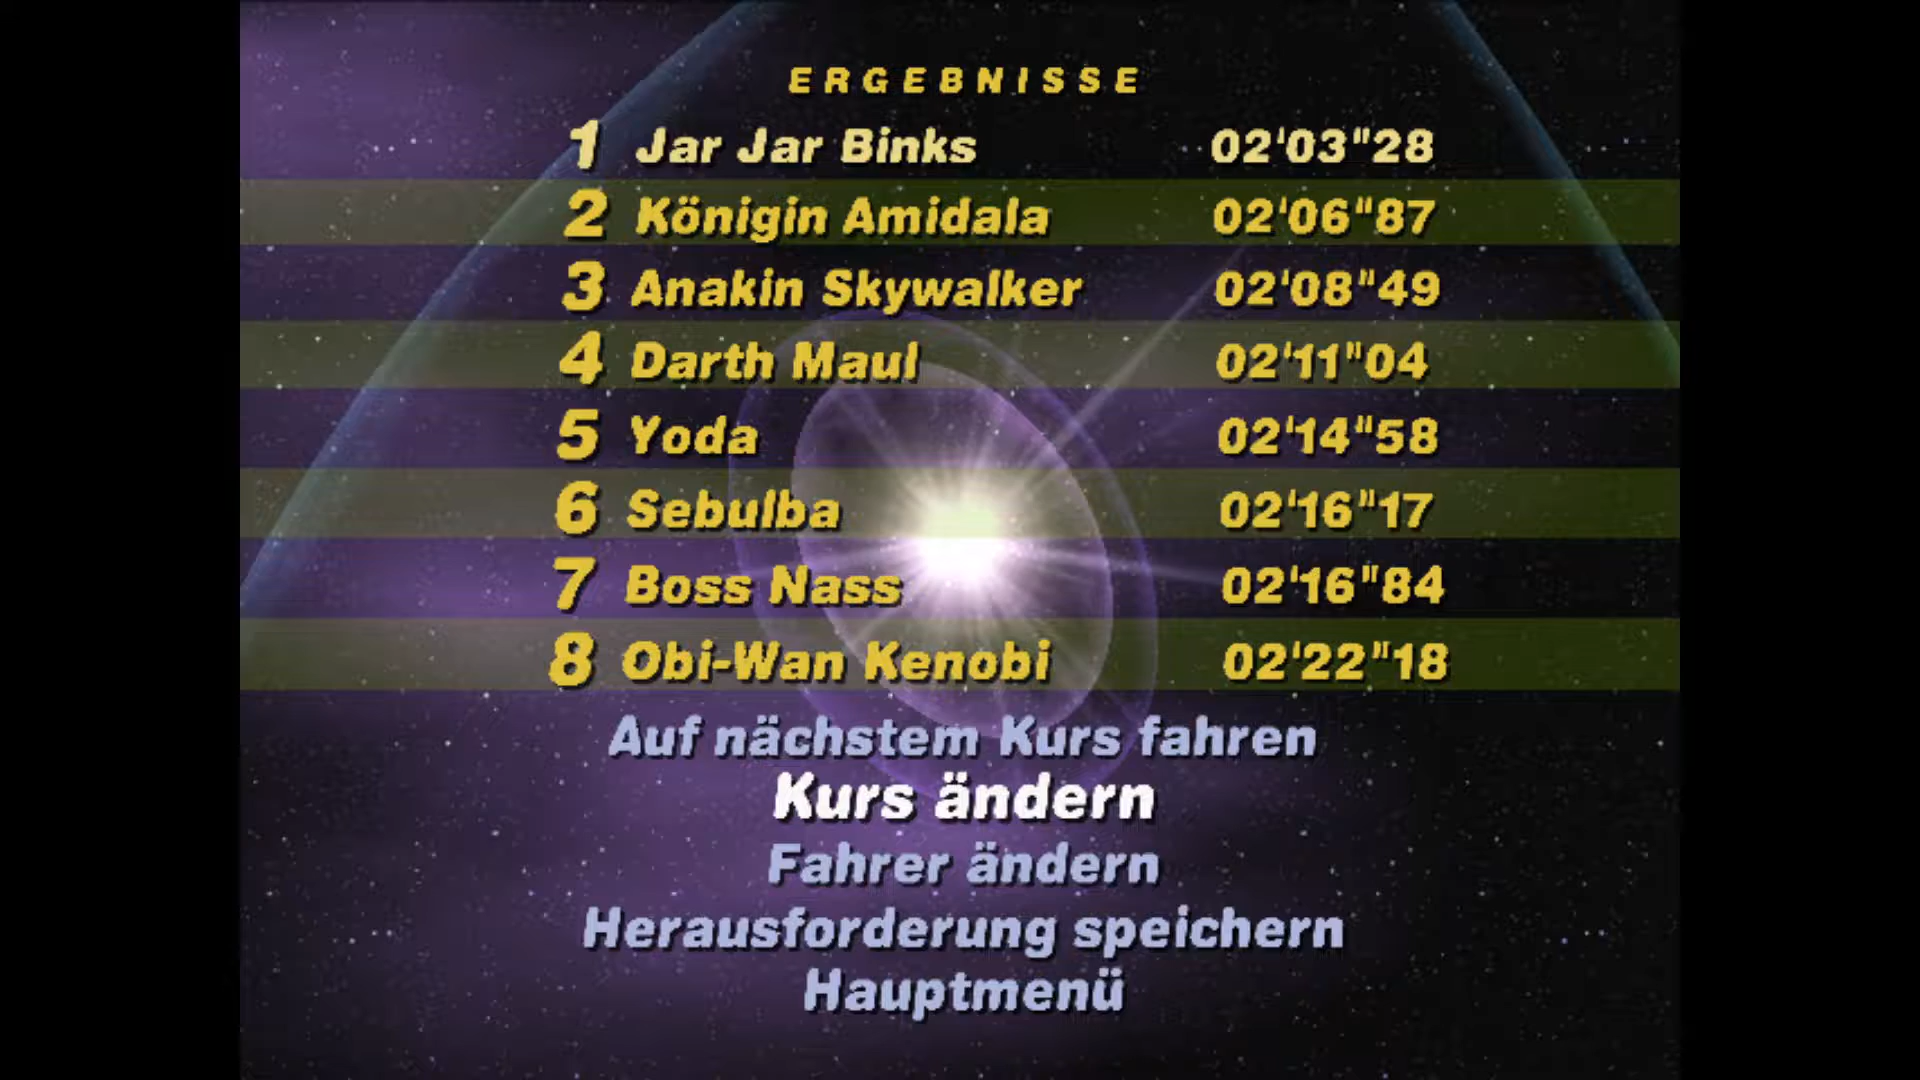 ERGEBNISSE
1 Jar Jar Binks 02'03"28
2 Königin Amidala 02'06"87
3 Anakin Skywalker 02'08"49
4 Darth Maul 02'11"04
5 Yoda 02'14"58
6 Sebulba 02'16"17
7 Boss Nass 02'16"84
8 Obi-Wan Kenobi 02'22"18
Auf nächstem Kurs fahren
Kurs ändern
Fahrer ändern
Herausforderung speichern
Hauptmenü